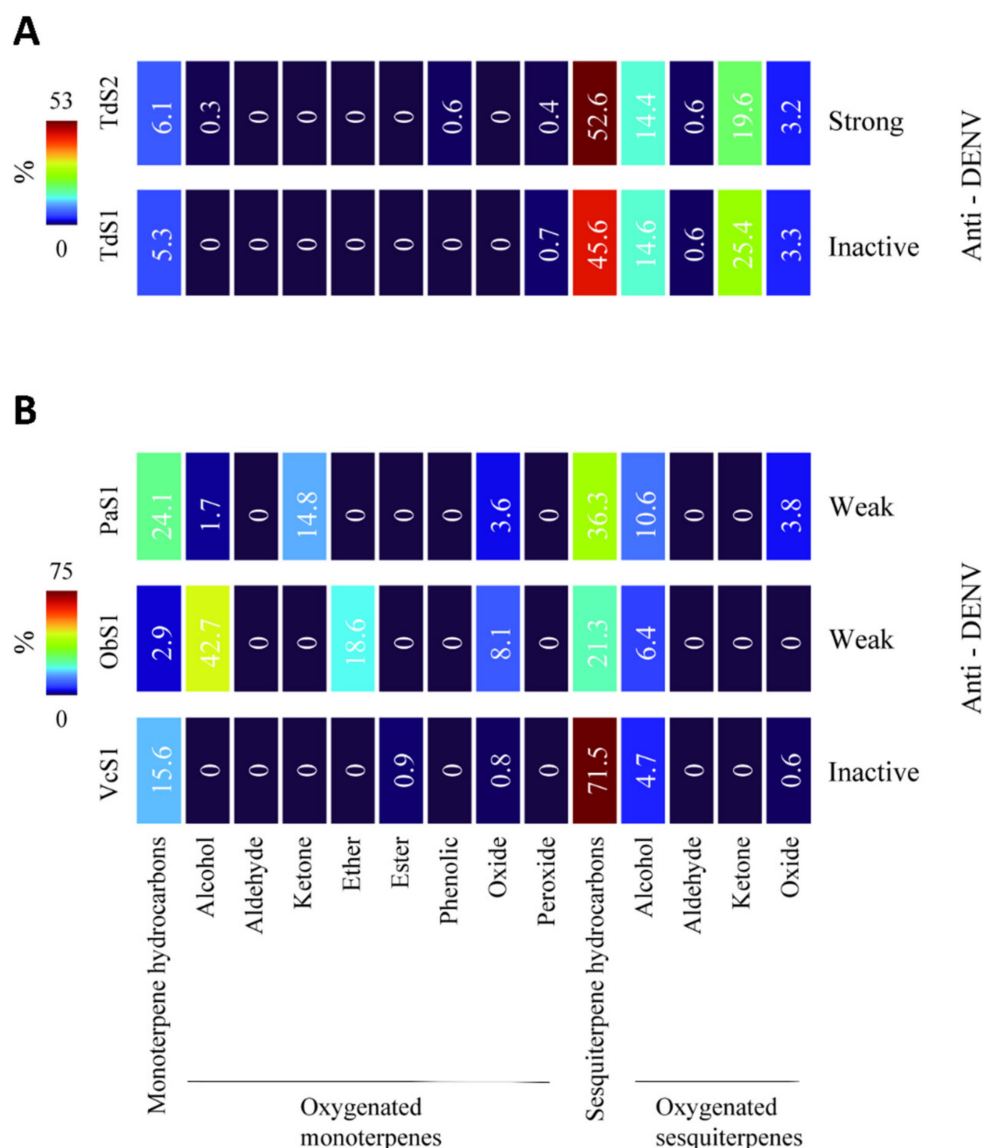 A
53
%
0
TdS2
6.1
0.3
0
0
0
0
0.6
0
0.4
52.6
14.4
0.6
19.6
3.2
Strong
TdS1
5.3
0
0
0
0
0
0
0
0.7
45.6
14.6
0.6
25.4
3.3
Inactive
Anti - DENV
B
75
%
0
PaS1
24.1
1.7
0
14.8
0
0
0
3.6
0
36.3
10.6
0
0
3.8
Weak
ObS1
2.9
42.7
0
0
18.6
0
0
8.1
0
21.3
6.4
0
0
0
Weak
VcS1
15.6
0
0
0
0
0.9
0
0.8
0
71.5
4.7
0
0
0.6
Inactive
Anti - DENV
Monoterpene hydrocarbons
Alcohol
Aldehyde
Ketone
Ether
Ester
Phenolic
Oxide
Peroxide
Sesquiterpene hydrocarbons
Alcohol
Aldehyde
Ketone
Oxide
Oxygenated
monoterpenes
Oxygenated
sesquiterpenes